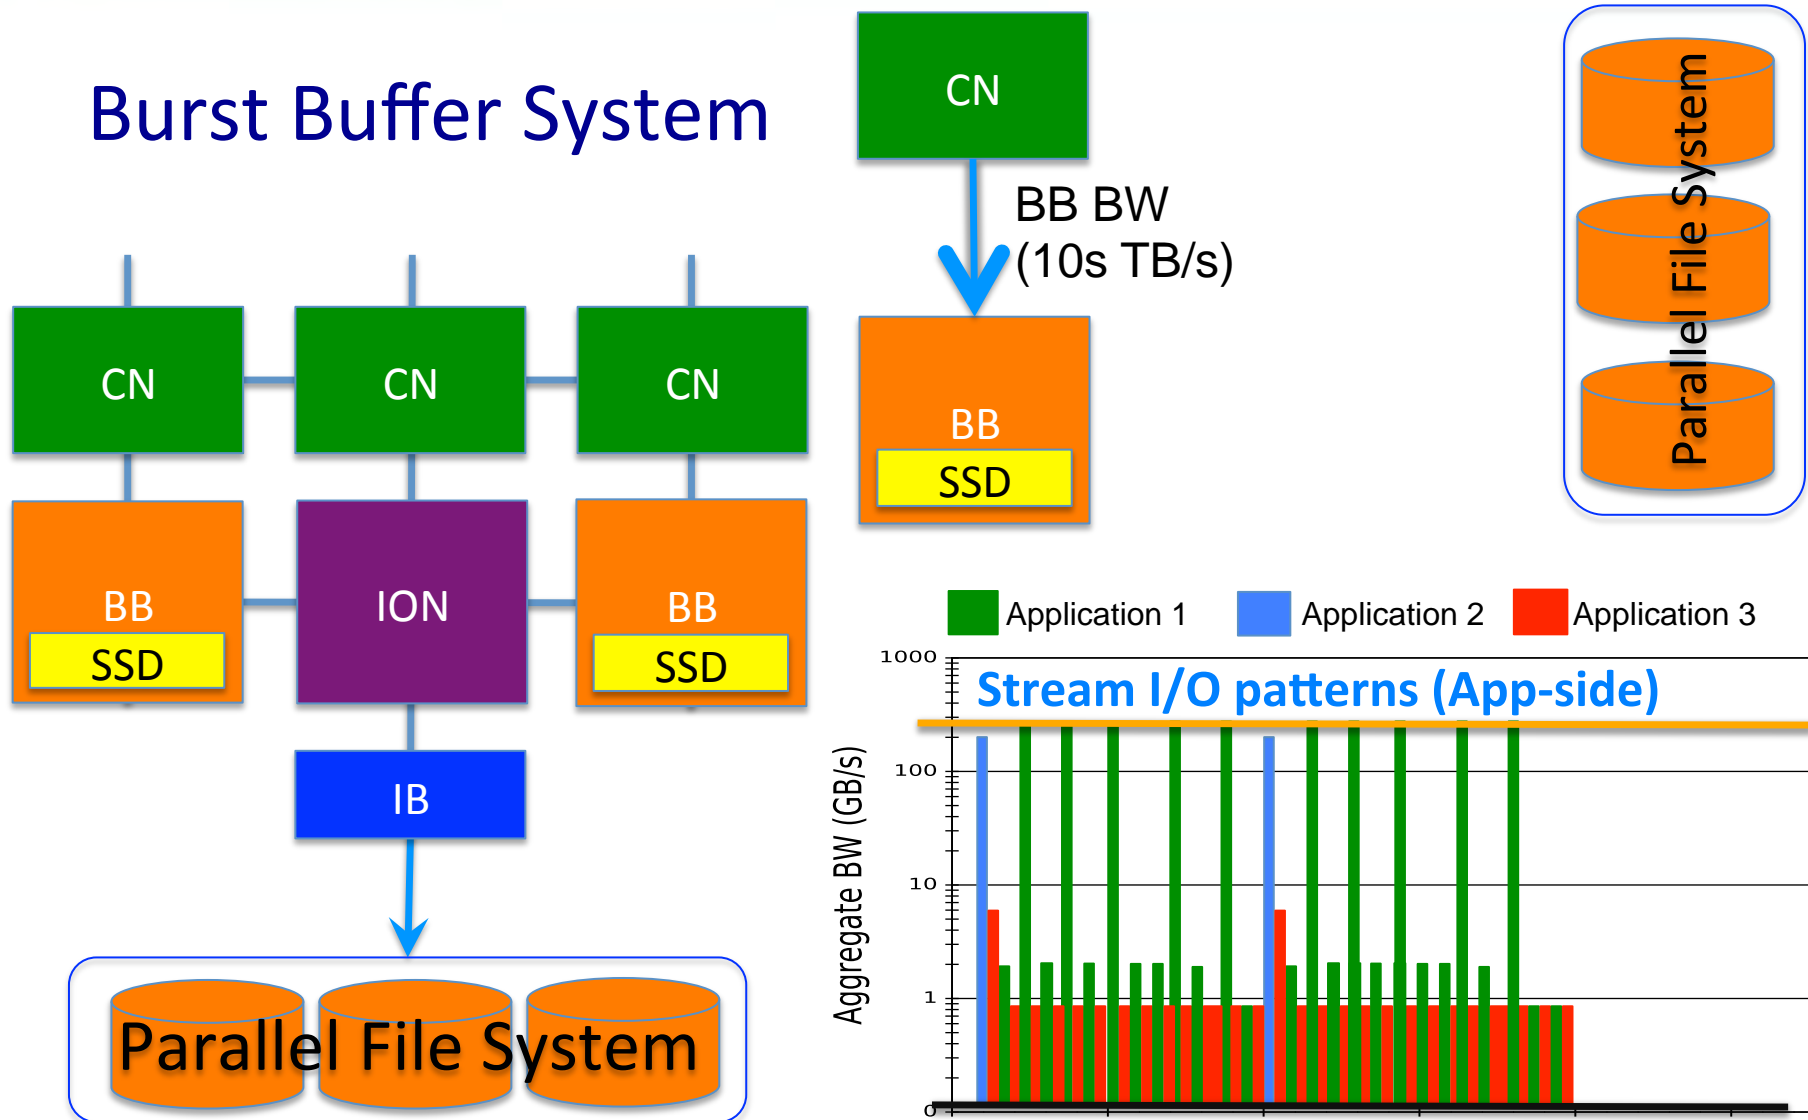 Burst Buffer System
CN
BB BW
(10s TB/s)
BB
SSD
Parallel File System
CN
CN
CN
BB
SSD
ION
BB
SSD
IB
Parallel File System
Application 1
Application 2
Application 3
Stream I/O patterns (App-side)
Aggregate BW (GB/s)
1000
100
10
1
0